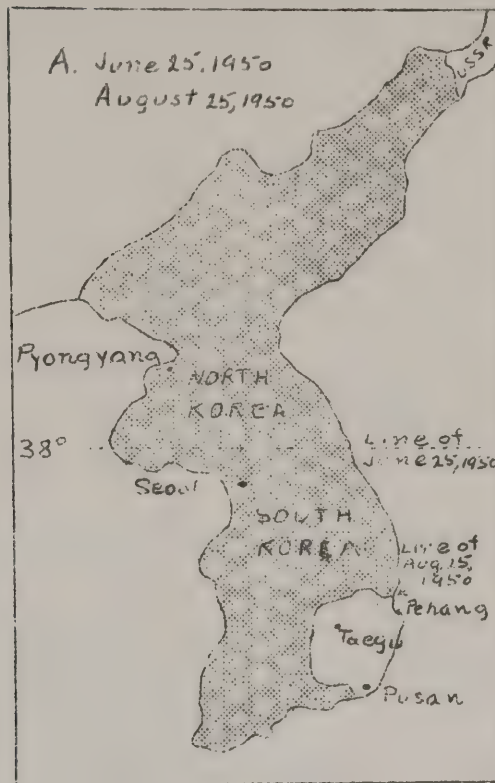 A. June 25, 1950
August 25, 1950
USSR
Pyongyang
NORTH
KOREA
38°
Line of
June 25, 1950
Seoul
SOUTH
KOREA
Line of
Aug. 15,
1950
Pehang
Taegu
Pusan